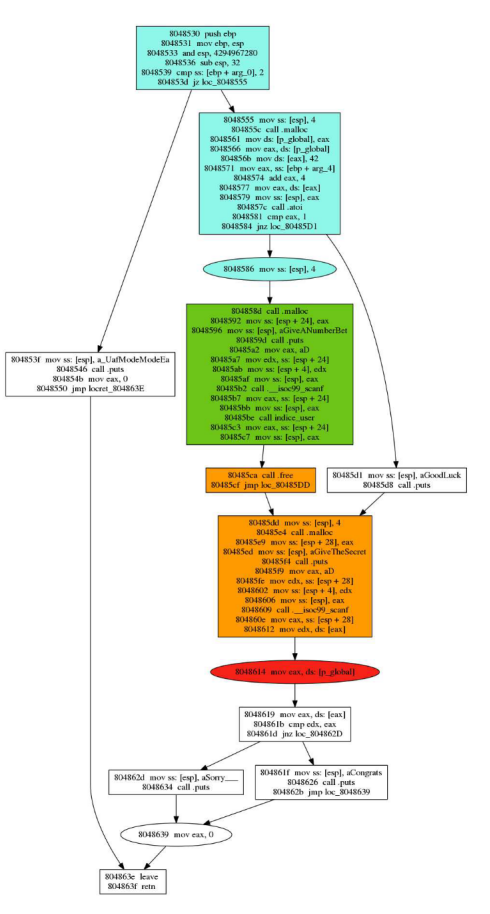 8048530 push ebp
8048531 mov ebp, esp
8048533 and esp, 4294967280
8048536 sub esp, 32
8048539 cmp ss: [ebp + arg_0], 2
804853d jz loc_8048555
8048555 mov ss: [esp], 4
804855c call .malloc
8048561 mov ds: [p_global], eax
8048566 mov eax, ds: [p_global]
804856b mov ds: [eax], 42
8048571 mov eax, ss: [ebp + arg_4]
8048574 add eax, 4
8048577 mov eax, ds: [eax]
8048579 mov ss: [esp], eax
804857c call .atoi
8048581 cmp eax, 1
8048584 jnz loc_80485D1
8048586 mov ss: [esp], 4
804858d call .malloc
8048592 mov ss: [esp + 24], eax
8048596 mov ss: [esp], aGiveANumberBet
804859d call .puts
80485a2 mov eax, aD
80485a7 mov edx, ss: [esp + 24]
80485ab mov ss: [esp + 4], edx
80485af mov ss: [esp], eax
80485b2 call .__isoc99_scanf
80485b7 mov eax, ss: [esp + 24]
80485bb mov ss: [esp], eax
80485be call indice_user
80485c3 mov eax, ss: [esp + 24]
80485c7 mov ss: [esp], eax
804853f mov ss: [esp], a_UafModeModeEa
8048546 call .puts
804854b mov eax, 0
8048550 jmp locret_804863E
80485ca call .free
80485cf jmp loc_80485DD
80485d1 mov ss: [esp], aGoodLuck
80485d8 call .puts
80485dd mov ss: [esp], 4
80485e4 call .malloc
80485e9 mov ss: [esp + 28], eax
80485ed mov ss: [esp], aGiveTheSecret
80485f4 call .puts
80485f9 mov eax, aD
80485fe mov edx, ss: [esp + 28]
8048602 mov ss: [esp + 4], edx
8048606 mov ss: [esp], eax
8048609 call .__isoc99_scanf
804860e mov eax, ss: [esp + 28]
8048612 mov edx, ds: [eax]
8048614 mov eax, ds: [p_global]
8048619 mov eax, ds: [eax]
804861b cmp edx, eax
804861d jnz loc_804862D
804862d mov ss: [esp], aSorry___
8048634 call .puts
804861f mov ss: [esp], aCongrats
8048626 call .puts
804862b jmp loc_8048639
8048639 mov eax, 0
804863e leave
804863f retn